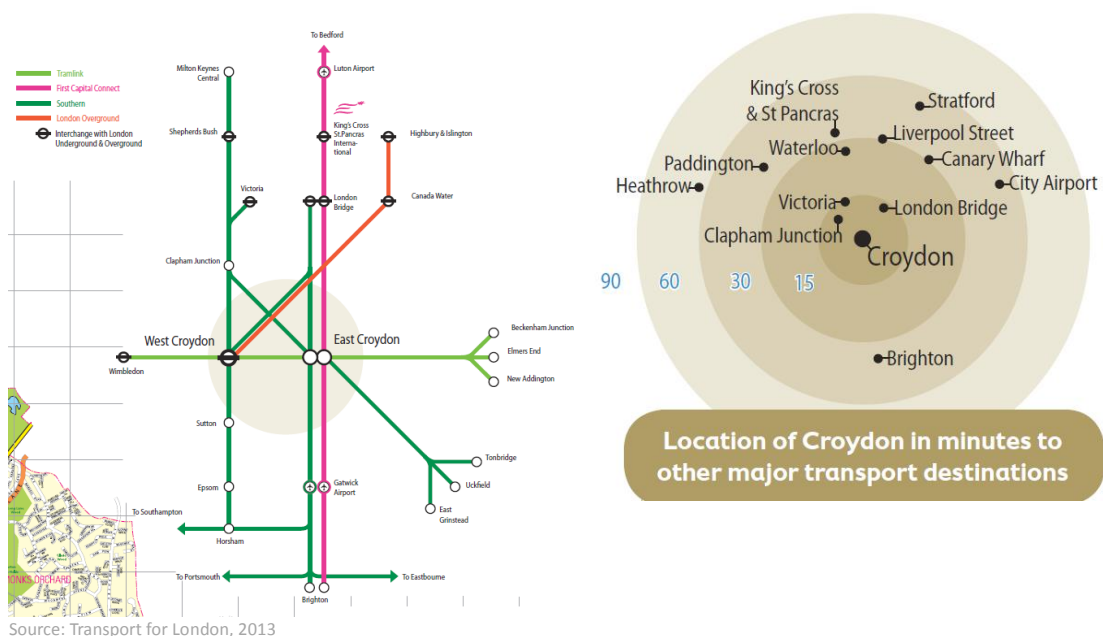 To Bedford
Tramlink
First Capital Connect
Southern
London Overground
Interchange with London
Underground & Overground
Milton Keynes
Central
Luton Airport
Shepherds Bush
King's Cross
St.Pancras
Interna-
tional
Highbury & Islington
Victoria
London
Bridge
Canada Water
Clapham Junction
West Croydon
East Croydon
Beckenham Junction
Elmers End
New Addington
Wimbledon
Sutton
Epsom
Gatwick
Airport
Tonbridge
Uckfield
East
Grinstead
To Southampton
Horsham
To Portsmouth
To Eastbourne
Brighton
MONKS ORCHARD
King's Cross
& St Pancras
Stratford
Liverpool Street
Waterloo
Canary Wharf
Paddington
City Airport
Heathrow
Victoria
London Bridge
Clapham Junction
Croydon
90 60 30 15
Brighton
Location of Croydon in minutes to
other major transport destinations
Source: Transport for London, 2013